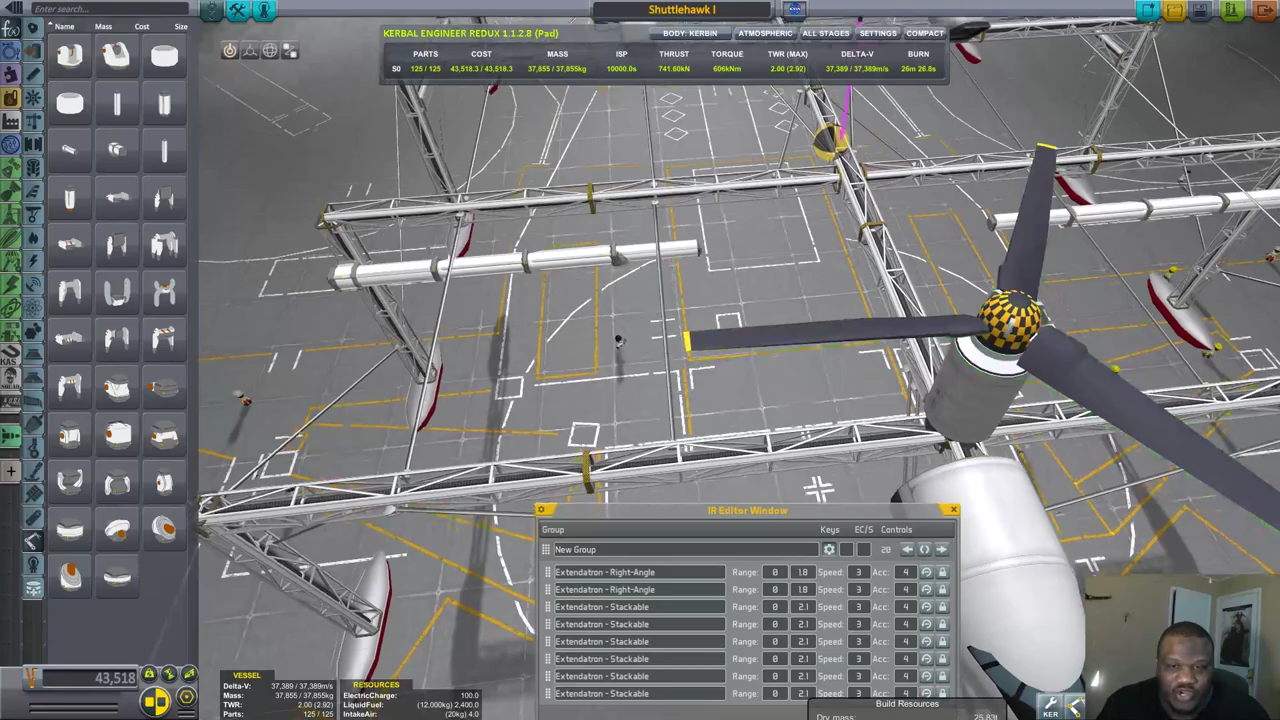 Enter search...
Shuttlehawk I
Name Mass Cost Size
KERBAL ENGINEER REDUX 1.1.2.8 (Pad)
BODY: KERBIN ATMOSPHERIC ALL STAGES SETTINGS COMPACT
PARTS COST MASS ISP THRUST TORQUE TWR (MAX) DELTA-V BURN
S0 125 / 125 43,518.3 / 43,518.3 37,855 / 37,855kg 10000.0s 741.60kN 606kNm 2.00 (2.92) 37,389 / 37,389m/s 26m 26.8s
KAS
IR Editor Window
Group Keys EC/S Controls
New Group 20
Extendatron - Right-Angle Range: 0 1.8 Speed: 3 Acc: 4
Extendatron - Right-Angle Range: 0 1.8 Speed: 3 Acc: 4
Extendatron - Stackable Range: 0 2.1 Speed: 3 Acc: 4
Extendatron - Stackable Range: 0 2.1 Speed: 3 Acc: 4
Extendatron - Stackable Range: 0 2.1 Speed: 3 Acc: 4
Extendatron - Stackable Range: 0 2.1 Speed: 3 Acc: 4
Extendatron - Stackable Range: 0 2.1 Speed: 3 Acc: 4
Extendatron - Stackable Range: 0 2.1 Speed: 3 Acc: 4
43,518
VESSEL
Delta-V: 37,389 / 37,389m/s
Mass: 37,855 / 37,855kg
TWR: 2.00 (2.92)
Parts: 125 / 125
RESOURCES
ElectricCharge: 100.0
LiquidFuel: (12,000kg) 2,400.0
IntakeAir: (20kg) 4.0
Build Resources
KER